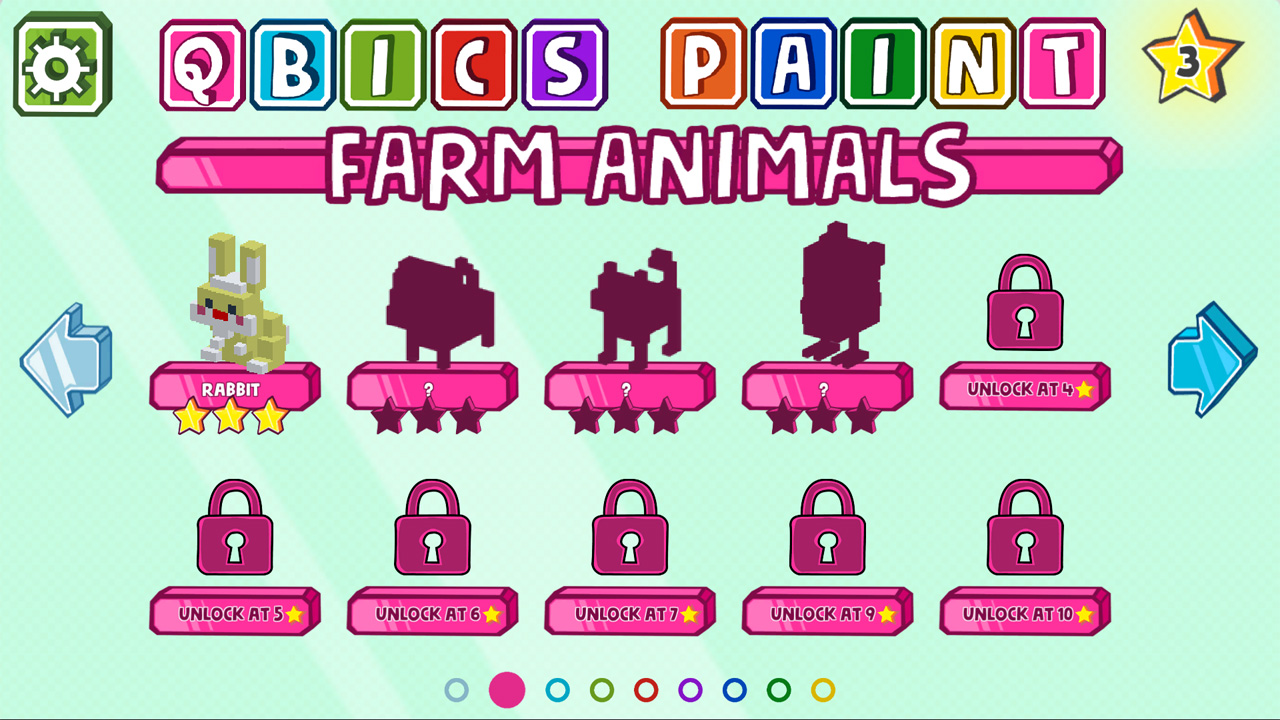 QBICS PAINT
3
FARM ANIMALS
RABBIT
?
?
?
UNLOCK AT 4
UNLOCK AT 5
UNLOCK AT 6
UNLOCK AT 7
UNLOCK AT 9
UNLOCK AT 10